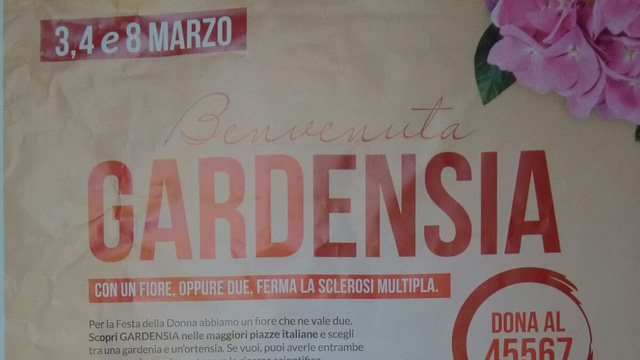 3, 4 e 8 MARZO
Benvenuta
GARDENSIA
CON UN FIORE, OPPURE DUE, FERMA LA SCLEROSI MULTIPLA.
Per la Festa della Donna abbiamo un fiore che ne vale due.
Scopri GARDENSIA nelle maggiori piazze italiane e scegli
tra una gardenia e un'ortensia. Se vuoi, puoi averle entrambe
DONA AL
45567